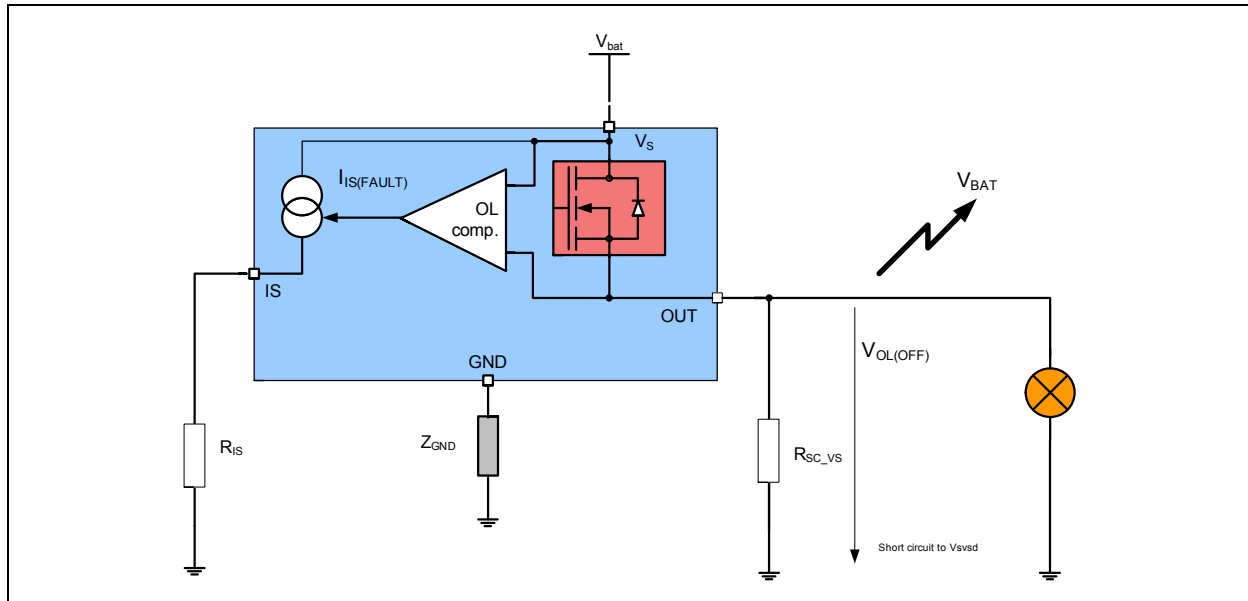 Vbat
VS
IIS(FAULT)
OL
comp.
VBAT
IS
OUT
VOL(OFF)
GND
RIS
ZGND
RSC_VS
Short circuit to Vsvsd